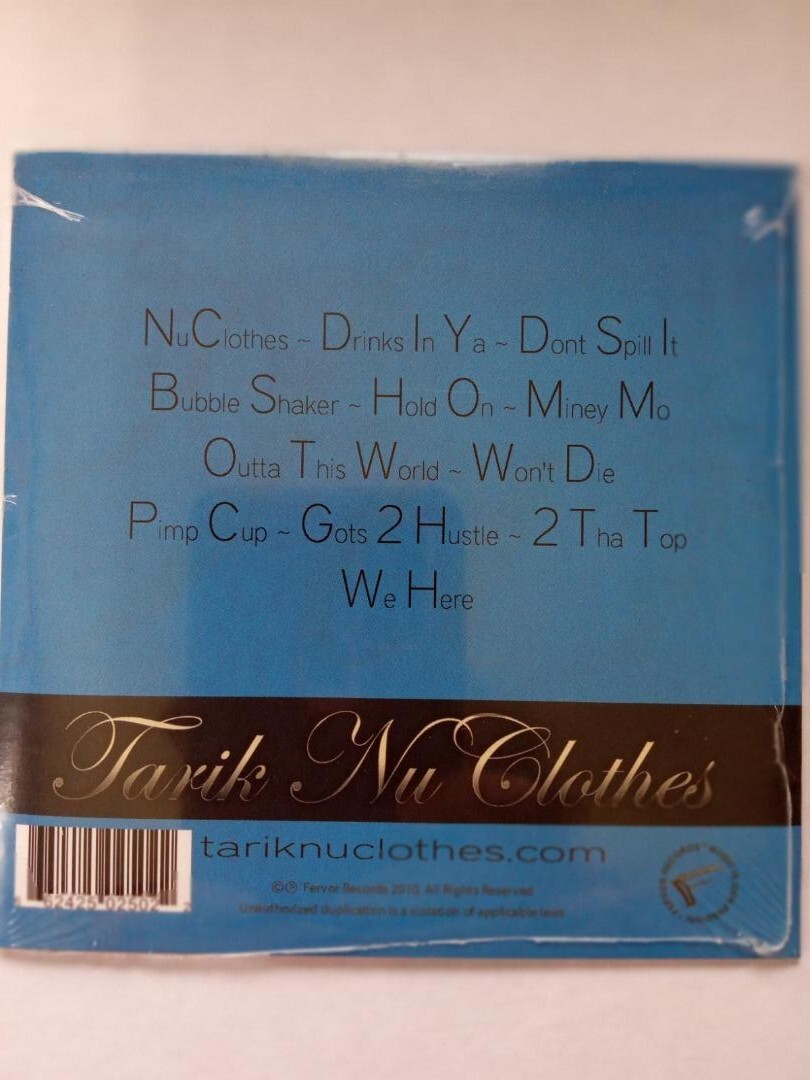 NuClothes ~ Drinks In Ya ~ Dont Spill It
Bubble Shaker ~ Hold On ~ Miney Mo
Outta This World ~ Won't Die
Pimp Cup ~ Gots 2 Hustle ~ 2 Tha Top
We Here
Tarik Nu Clothes
tariknuclothes.com
62425 02502
©℗ Fervor Records 2010. All Rights Reserved
Unauthorized duplication is a violation of applicable laws